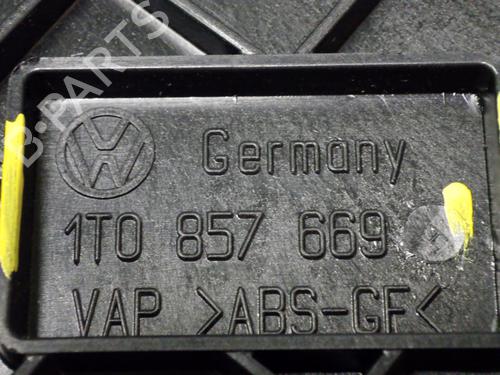 B-PARTS
Germany
1T0 857 669
VAP >ABS-GF<